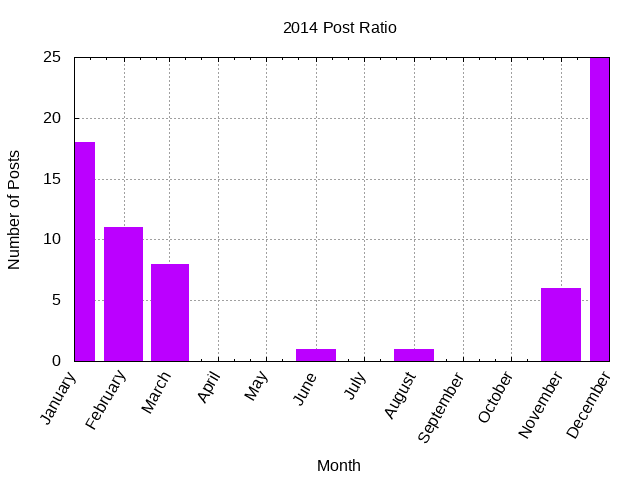 2014 Post Ratio
25
20
15
10
5
0
Number of Posts
January
February
March
April
May
June
July
August
September
October
November
December
Month